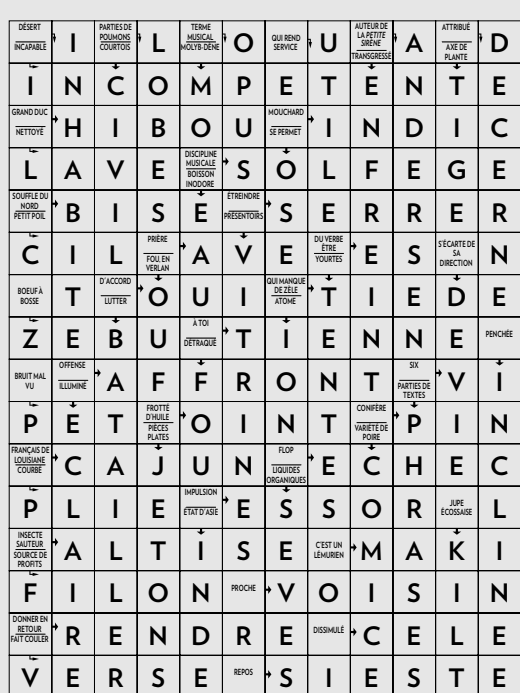 DÉSERT INCAPABLE I PARTIES DE POUMONS COURTOIS L TERME MUSICAL MOLYB-DÈNE O QUI REND SERVICE U AUTEUR DE LA PETITE SIRÈNE TRANSGRESSE A ATTRIBUÉ AXE DE PLANTE D
I N C O M P E T E N T E
GRAND DUC NETTOYÉ H I B O U MOUCHARD SE PERMET I N D I C
L A V E DISCIPLINE MUSICALE BOISSON INODORE S O L F E G E
SOUFFLE DU NORD PETIT POIL B I S E ÉTREINDRE PRÉSENTOIRS S E R R E R
C I L PRIÈRE FOU, EN VERLAN A V E DU VERBE ÊTRE YOURTES E S S'ÉCARTE DE SA DIRECTION N
BOEUF À BOSSE T D'ACCORD LUTTER O U I QUI MANQUE DE ZÈLE ATOME T I E D E
Z E B U À TOI DÉTRAQUÉ T I E N N E PENCHÉE
BRUIT MAL VU OFFENSE ILLUMINÉ A F F R O N T SIX PARTIES DE TEXTES V I
P E T FROTTÉ D'HUILE PIÈCES PLATES O I N T CONIFÈRE VARIÉTÉ DE POIRE P I N
FRANÇAIS DE LOUISIANE COURBÉ C A J U N FLOP LIQUIDES ORGANIQUES E C H E C
P L I E IMPULSION ÉTAT D'ASIE E S S O R JUPE ÉCOSSAISE L
INSECTE SAUTEUR SOURCE DE PROFITS A L T I S E C'EST UN LÉMURIEN M A K I
F I L O N PROCHE V O I S I N
DONNER EN RETOUR FAIT COULER R E N D R E DISSIMULÉ C E L E
V E R S E REPOS S I E S T E